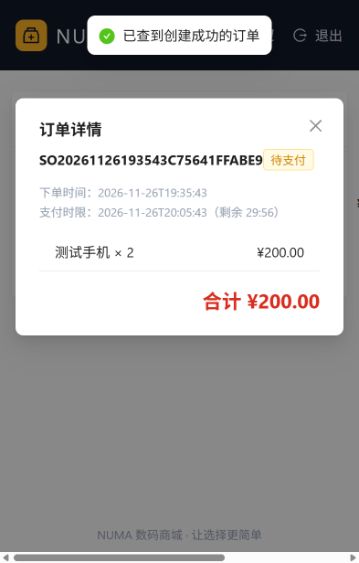 NU
已查到创建成功的订单
退出
订单详情
SO20261126193543C75641FFABE9 待支付
下单时间：2026-11-26T19:35:43
支付时限：2026-11-26T20:05:43（剩余 29:56）
测试手机 × 2 ¥200.00
合计 ¥200.00
NUMA 数码商城 · 让选择更简单